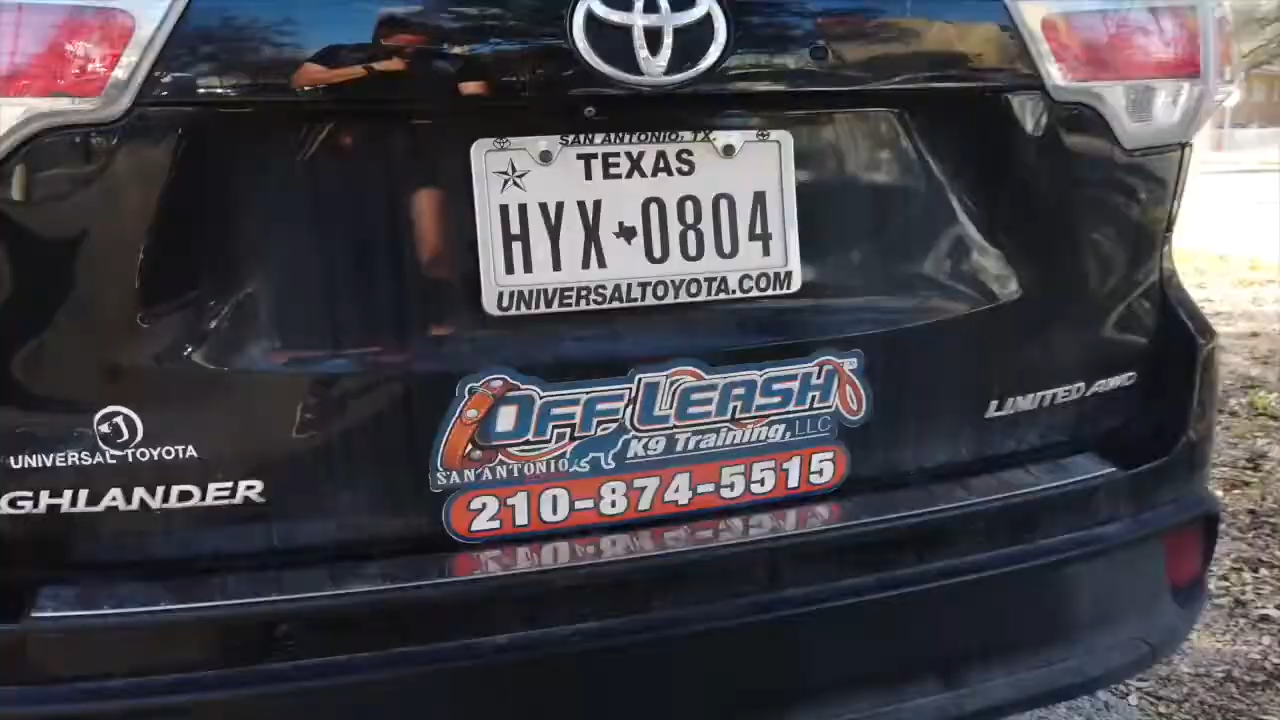 SAN ANTONIO, TX.
TEXAS
HYX 0804
UNIVERSALTOYOTA.COM
OFF LEASH
K9 Training, LLC
SAN ANTONIO
210-874-5515
LIMITED AWD
UNIVERSAL TOYOTA
GHLANDER